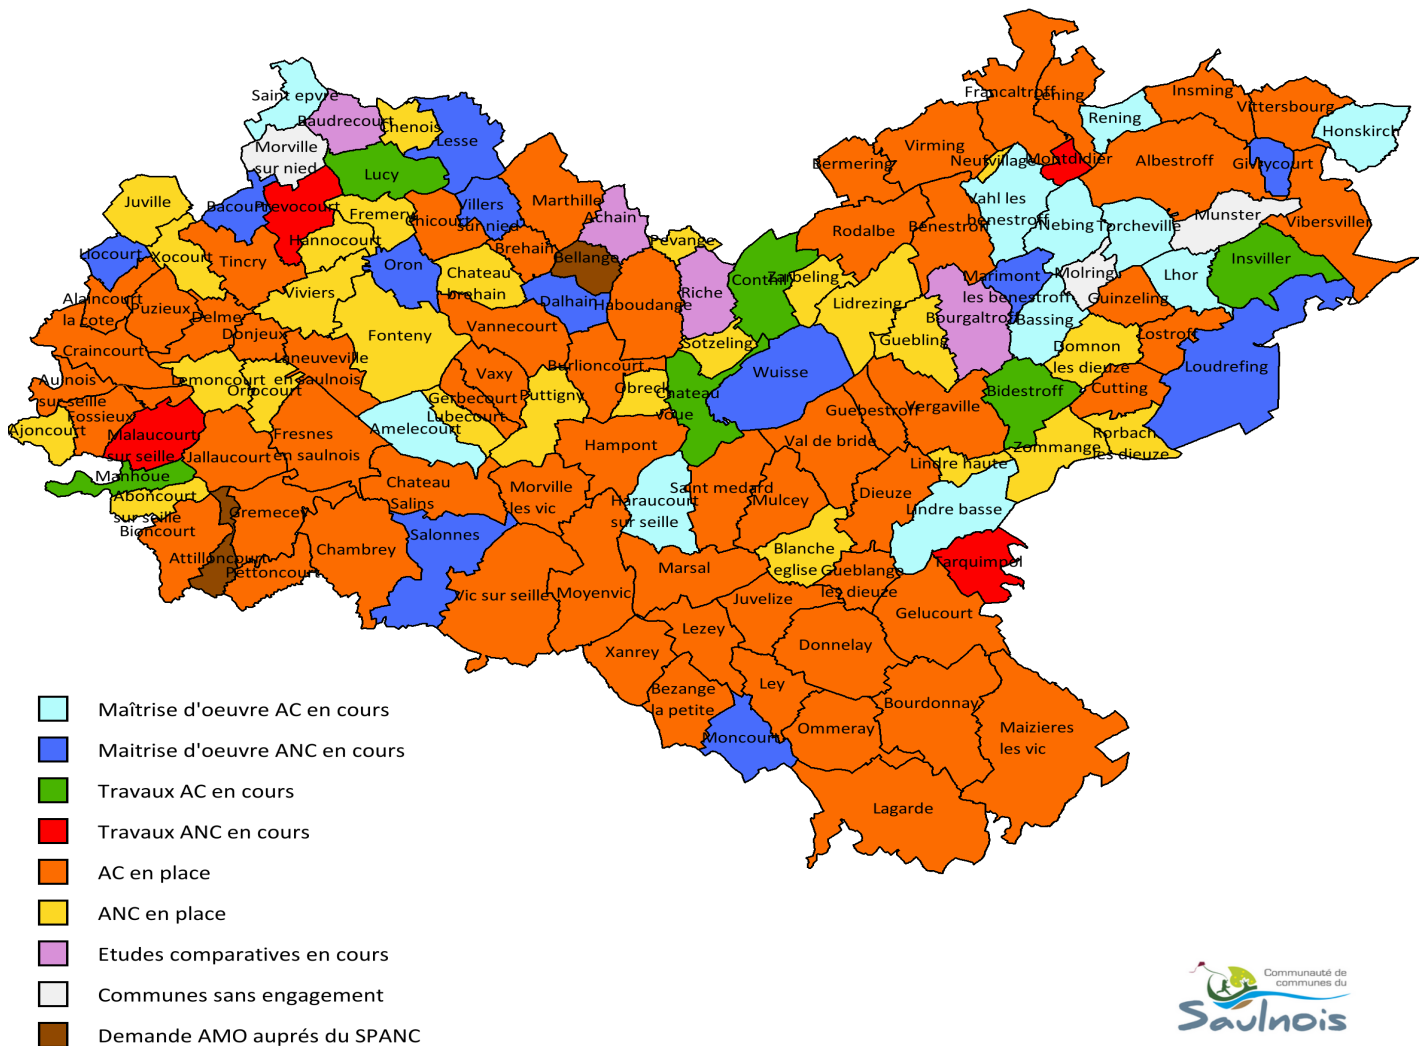 Francaltroff
Lening
Insming
Vittersbourg
Saint epvre
Baudrecourt
Chenois
Lesse
Rening
Honskirch
Morville
sur nied
Lucy
Virming
Bermering
Neufvillage
Montdidier
Albestroff
Givrycourt
Juville
Bacourt
Prevocourt
Fremery
Chicourt
Villers
sur nied
Marthille
Achain
Vahl les
benestroff
Nebing
Torcheville
Munster
Vibersviller
Liocourt
Xocourt
Tincry
Hannocourt
Oron
Brehain
Bellange
Pevange
Rodalbe
Benestroff
Insviller
Chateau
brehain
Dalhain
Haboudange
Riche
Conthil
Zarbeling
Lidrezing
Marimont
les benestroff
Molring
Lhor
Guinzeling
Alaincourt
la cote
Puzieux
Delme
Viviers
Donjeux
Fonteny
Vannecourt
Sotzeling
Guebling
Bourgaltroff
Bassing
Domnon
les dieuze
Lostroff
Loudrefing
Craincourt
Laneuveville
en saulnois
Lemoncourt
Oriocourt
Vaxy
Burlioncourt
Wuisse
Aulnois
sur seille
Fossieux
Gerbecourt
Puttigny
Obreck
Chateau
voue
Guebestroff
Vergaville
Bidestroff
Cutting
Ajoncourt
Malaucourt
sur seille
Jallaucourt
Fresnes
en saulnois
Amelecourt
Lubecourt
Hampont
Val de bride
Zommange
Rorbach
les dieuze
Manhoue
Aboncourt
sur seille
Chateau
Salins
Morville
les vic
Haraucourt
sur seille
Saint medard
Mulcey
Dieuze
Lindre haute
Lindre basse
Bioncourt
Gremecey
Attilloncourt
Pettoncourt
Chambrey
Salonnes
Blanche
eglise
Tarquimpol
Vic sur seille
Moyenvic
Marsal
Gueblange
les dieuze
Juvelize
Gelucourt
Xanrey
Lezey
Donnelay
Bezange
la petite
Ley
Bourdonnay
Moncourt
Ommeray
Maizieres
les vic
Lagarde
Maîtrise d'oeuvre AC en cours
Maitrise d'oeuvre ANC en cours
Travaux AC en cours
Travaux ANC en cours
AC en place
ANC en place
Etudes comparatives en cours
Communes sans engagement
Demande AMO auprés du SPANC
Communauté de
communes du
Saulnois